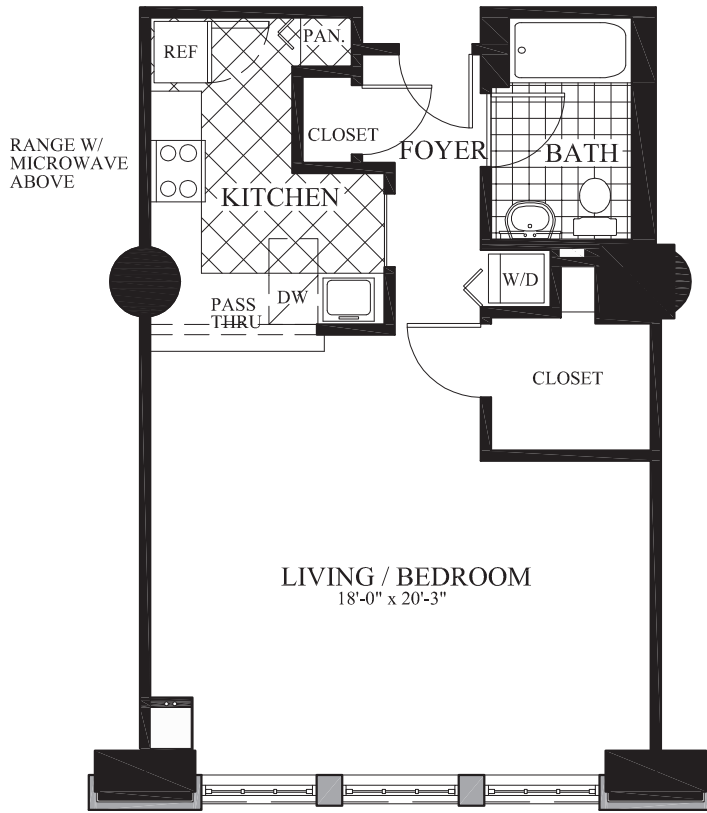 REF
PAN.
RANGE W/
MICROWAVE
ABOVE
CLOSET
FOYER
BATH
KITCHEN
W/D
PASS
THRU
DW
CLOSET
LIVING / BEDROOM
18'-0" x 20'-3"